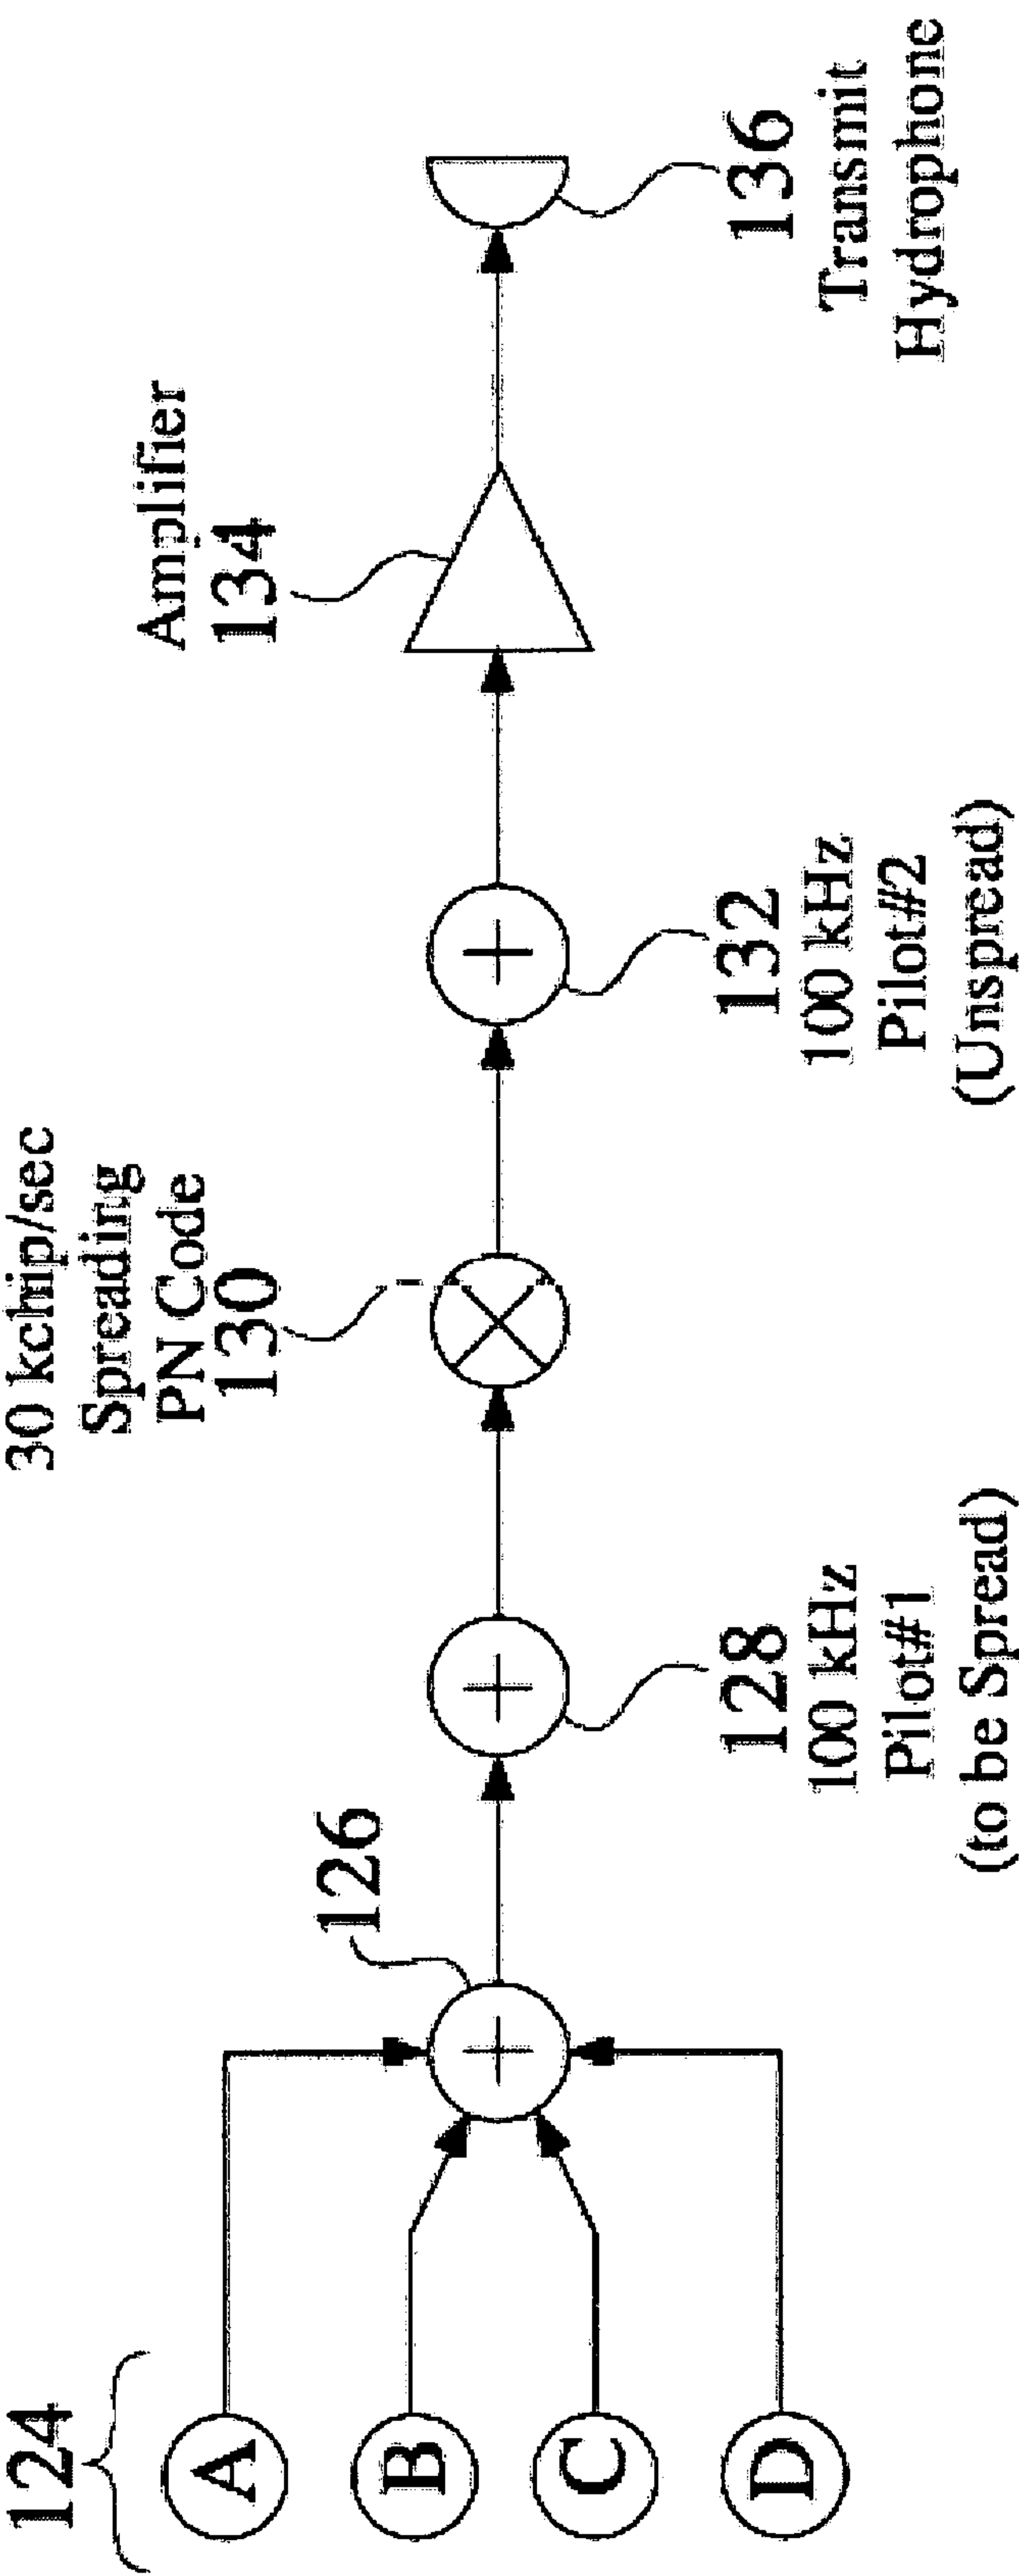 124
A
B
C
D
126
128
100 kHz
Pilot#1
(to be Spread)
30 kchip/sec
Spreading
PN Code
130
132
100 kHz
Pilot#2
(Unspread)
Amplifier
134
136
Transmit
Hydrophone